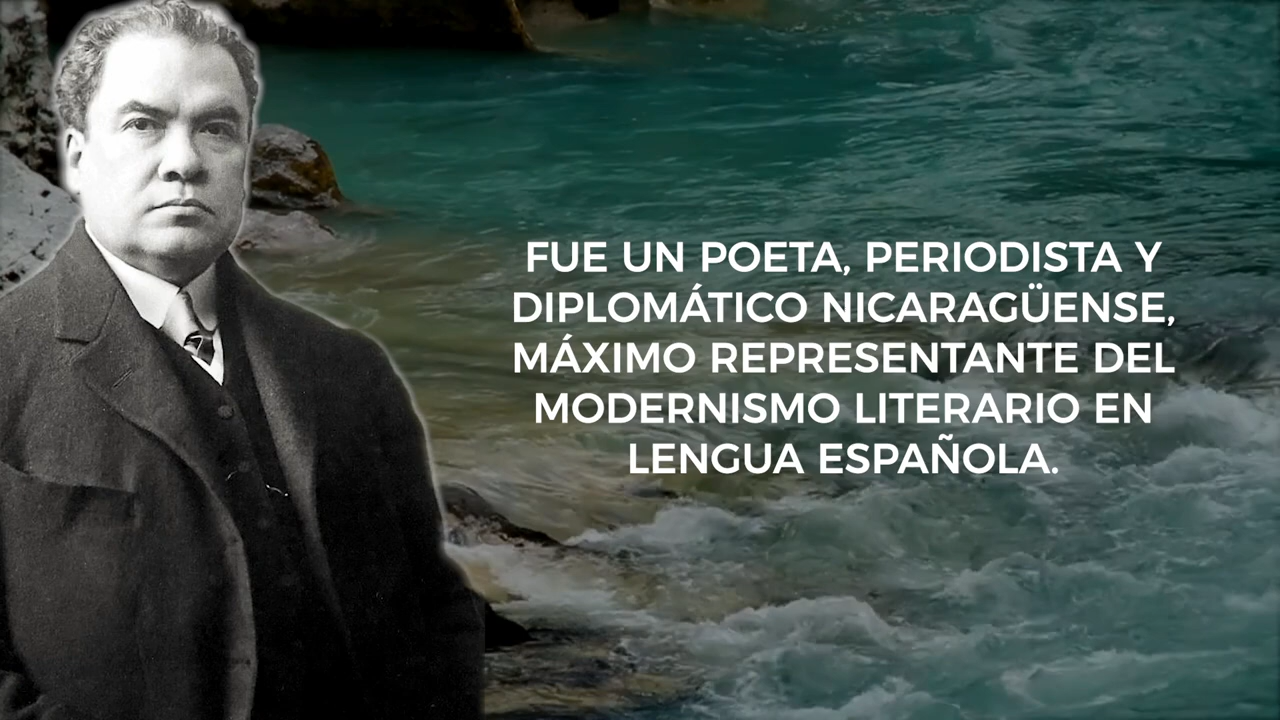 FUE UN POETA, PERIODISTA Y
DIPLOMÁTICO NICARAGÜENSE,
MÁXIMO REPRESENTANTE DEL
MODERNISMO LITERARIO EN
LENGUA ESPAÑOLA.